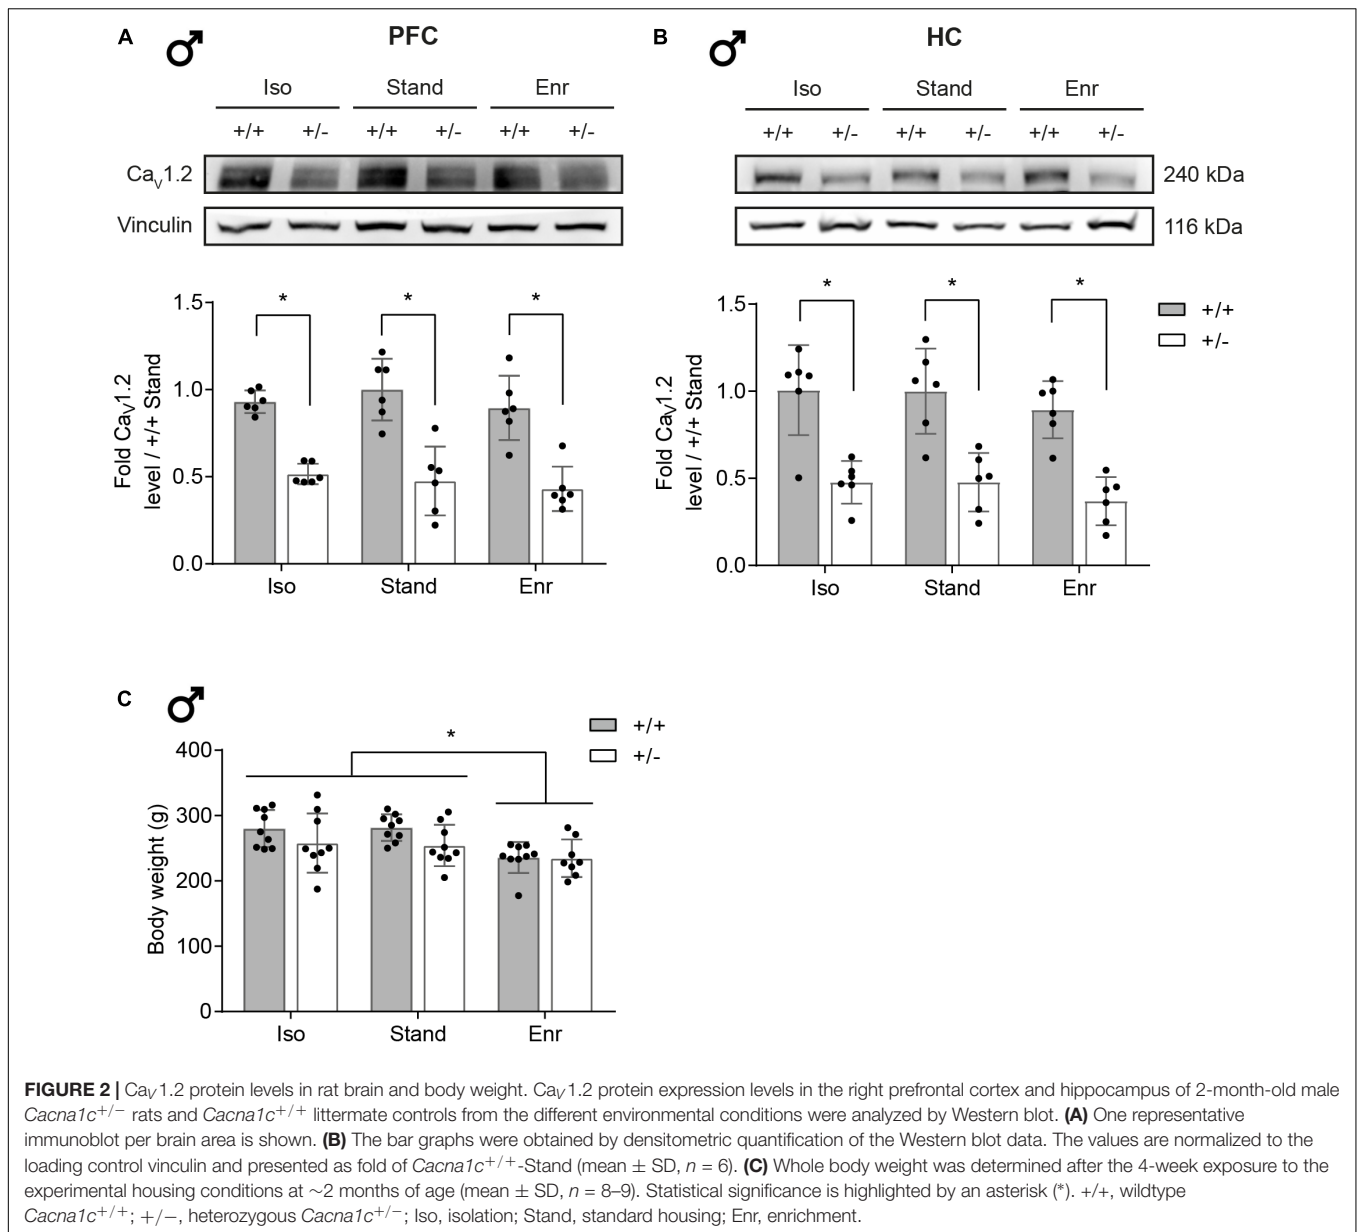 A ♂ PFC
Iso Stand Enr
+/+ +/- +/+ +/- +/+ +/-
CaV1.2
Vinculin
* * *
1.5
1.0
0.5
0.0
Fold CaV1.2
level / +/+ Stand
Iso Stand Enr
B ♂ HC
Iso Stand Enr
+/+ +/- +/+ +/- +/+ +/-
240 kDa
116 kDa
* * *
1.5
1.0
0.5
0.0
Fold CaV1.2
level / +/+ Stand
Iso Stand Enr
+/+
+/-
C ♂
+/+
+/-
*
400
300
200
100
0
Body weight (g)
Iso Stand Enr
FIGURE 2 | CaV1.2 protein levels in rat brain and body weight. CaV1.2 protein expression levels in the right prefrontal cortex and hippocampus of 2-month-old male
Cacna1c+/− rats and Cacna1c+/+ littermate controls from the different environmental conditions were analyzed by Western blot. (A) One representative
immunoblot per brain area is shown. (B) The bar graphs were obtained by densitometric quantification of the Western blot data. The values are normalized to the
loading control vinculin and presented as fold of Cacna1c+/+-Stand (mean ± SD, n = 6). (C) Whole body weight was determined after the 4-week exposure to the
experimental housing conditions at ~2 months of age (mean ± SD, n = 8–9). Statistical significance is highlighted by an asterisk (*). +/+, wildtype
Cacna1c+/+; +/−, heterozygous Cacna1c+/−; Iso, isolation; Stand, standard housing; Enr, enrichment.